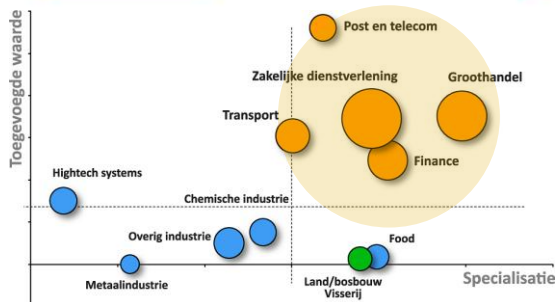 Toegevoegde waarde
Post en telecom
Zakelijke dienstverlening
Groothandel
Transport
Finance
Hightech systems
Chemische industrie
Overig industrie
Food
Metaalindustrie
Land/bosbouw
Visserij
Specialisatie